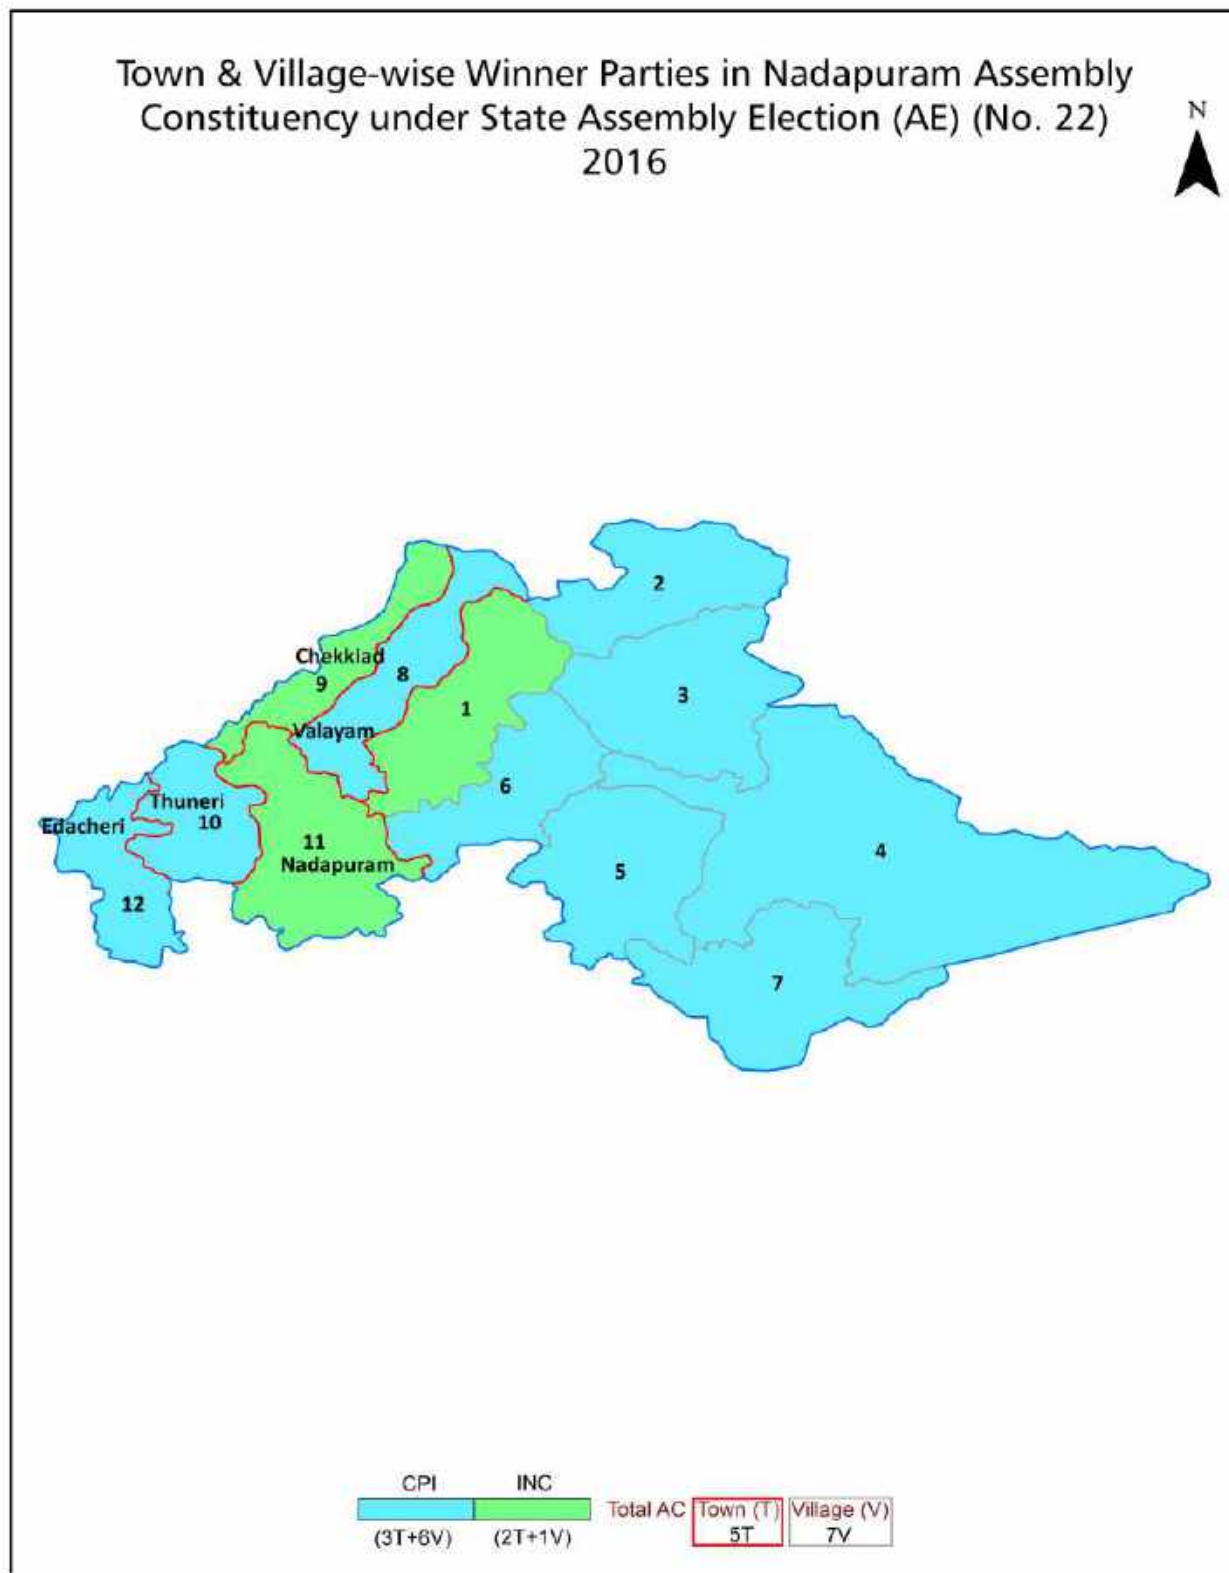 Town & Village-wise Winner Parties in Nadapuram Assembly
Constituency under State Assembly Election (AE) (No. 22)
2016
N
2
Chekkiad
9
8
3
1
Valayam
6
Thuneri
10
Edacheri
11
Nadapuram
4
5
12
7
CPI INC
Total AC Town (T) Village (V)
(3T+6V) (2T+1V) 5T 7V